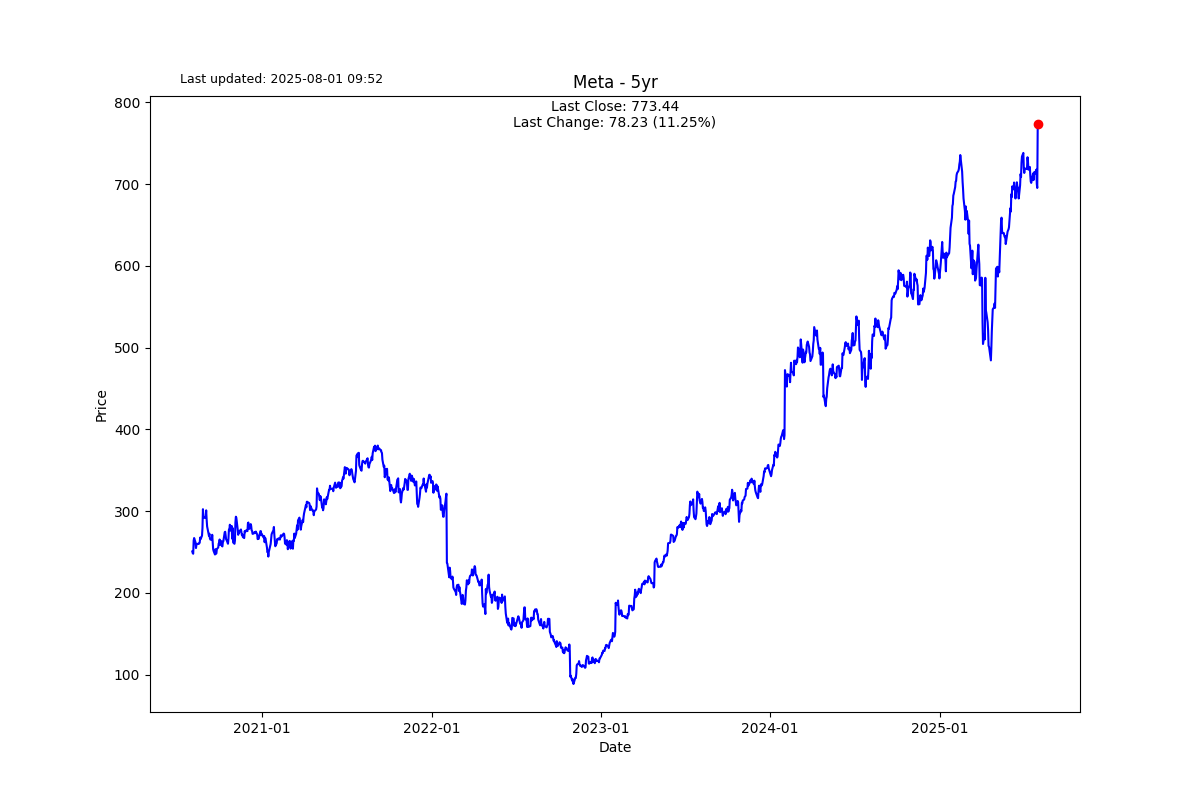 Last updated: 2025-08-01 09:52
Meta - 5yr
Last Close: 773.44
Last Change: 78.23 (11.25%)
800
700
600
500
400
300
200
100
Price
2021-01
2022-01
2023-01
2024-01
2025-01
Date